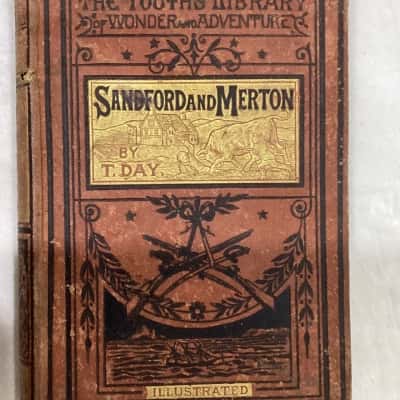 THE YOUTHS LIBRARY
OF WONDER AND ADVENTURE
SANDFORD AND MERTON
BY
T. DAY.
ILLUSTRATED